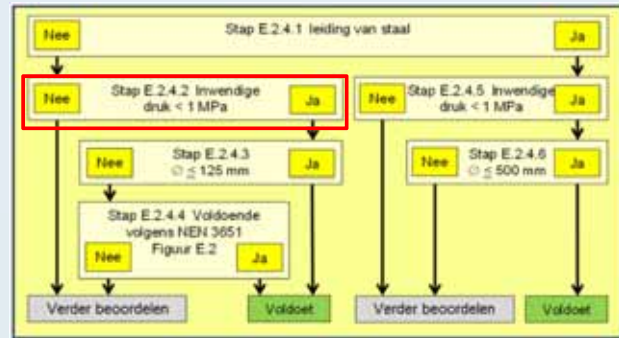 Nee Stap E.2.4.1 leiding van staal Ja
Nee Stap E.2.4.2 Inwendige druk < 1 MPa Ja
Nee Stap E.2.4.5 Inwendige druk < 1 MPa Ja
Nee Stap E.2.4.3 Ja
∅ ≤ 125 mm
Nee Stap E.2.4.6 Ja
∅ ≤ 500 mm
Stap E.2.4.4 Voldoende
volgens NEN 3651
Nee Figuur E.2 Ja
Verder beoordelen
Voldoet
Verder beoordelen
Voldoet